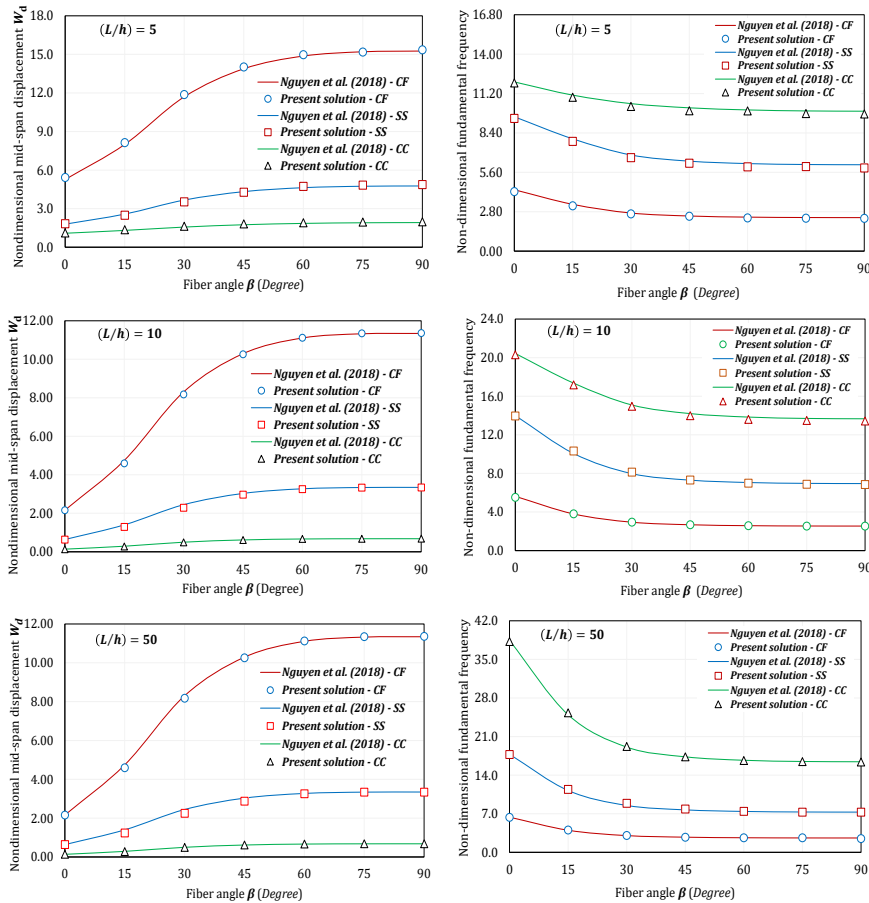 Nondimensional mid-span displacement W_d
18.0
15.0
12.0
9.0
6.0
3.0
0.0
(L/h) = 5
Nguyen et al. (2018) - CF
Present solution - CF
Nguyen et al. (2018) - SS
Present solution - SS
Nguyen et al. (2018) - CC
Present solution - CC
0 15 30 45 60 75 90
Fiber angle β (Degree)
Non-dimensional fundamental frequency
16.80
14.00
11.20
8.40
5.60
2.80
0.00
(L/h) = 5
Nguyen et al. (2018) - CF
Present solution - CF
Nguyen et al. (2018) - SS
Present solution - SS
Nguyen et al. (2018) - CC
Present solution - CC
0 15 30 45 60 75 90
Fiber angle β (Degree)
Nondimensional mid-span displacement W_d
12.00
10.00
8.00
6.00
4.00
2.00
0.00
(L/h) = 10
Nguyen et al. (2018) - CF
Present solution - CF
Nguyen et al. (2018) - SS
Present solution - SS
Nguyen et al. (2018) - CC
Present solution - CC
0 15 30 45 60 75 90
Fiber angle β (Degree)
Non-dimensional fundamental frequency
24.0
20.0
16.0
12.0
8.0
4.0
0.0
(L/h) = 10
Nguyen et al. (2018) - CF
Present solution - CF
Nguyen et al. (2018) - SS
Present solution - SS
Nguyen et al. (2018) - CC
Present solution - CC
0 15 30 45 60 75 90
Fiber angle β (Degree)
Nondimensional mid-span displacement W_d
12.00
10.00
8.00
6.00
4.00
2.00
0.00
(L/h) = 50
Nguyen et al. (2018) - CF
Present solution - CF
Nguyen et al. (2018) - SS
Present solution - SS
Nguyen et al. (2018) - CC
Present solution - CC
0 15 30 45 60 75 90
Fiber angle β (Degree)
Non-dimensional fundamental frequency
42.0
35.0
28.0
21.0
14.0
7.0
0.0
(L/h) = 50
Nguyen et al. (2018) - CF
Present solution - CF
Nguyen et al. (2018) - SS
Present solution - SS
Nguyen et al. (2018) - CC
Present solution - CC
0 15 30 45 60 75 90
Fiber angle β (Degree)